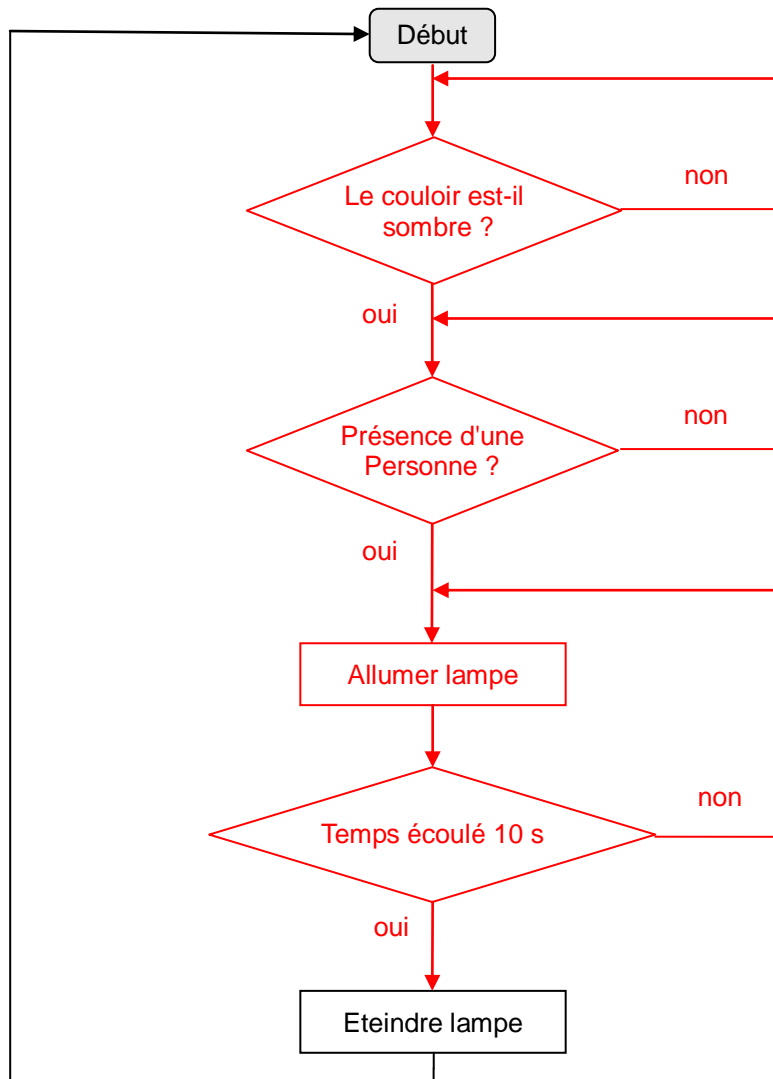 Début
Le couloir est-il
sombre ?
non
oui
Présence d'une
Personne ?
non
oui
Allumer lampe
Temps écoulé 10 s
non
oui
Eteindre lampe